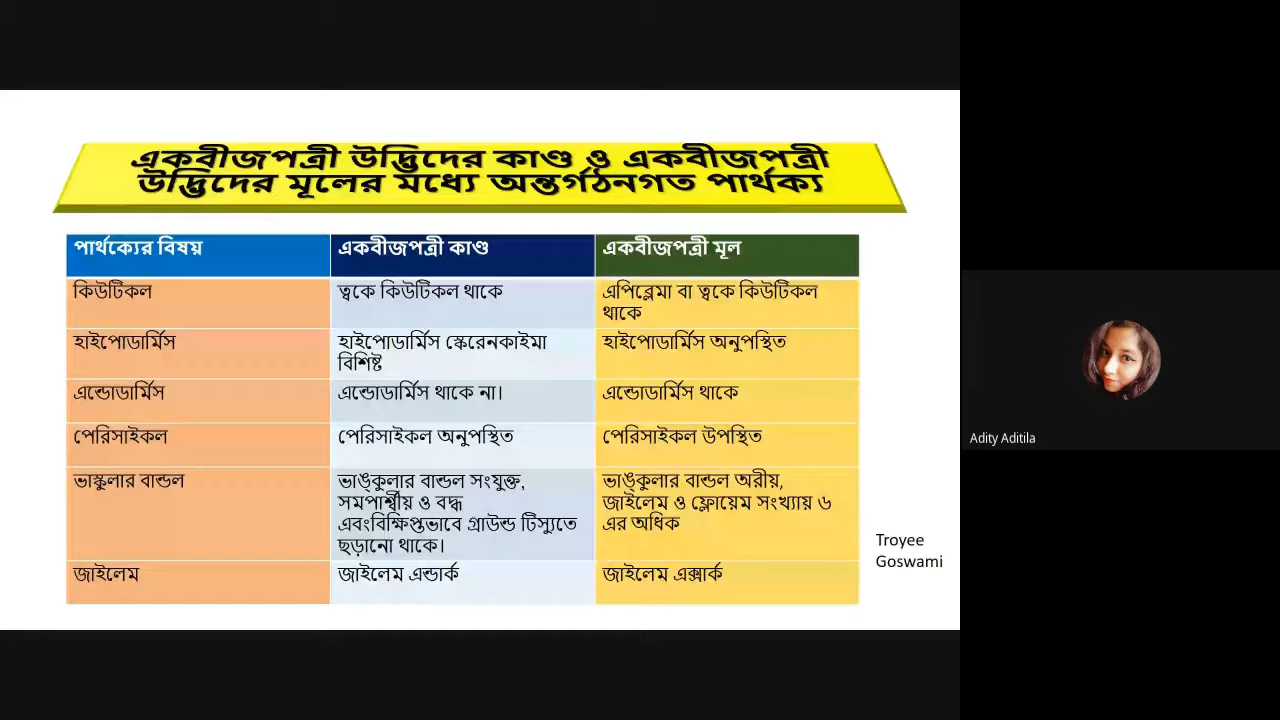 একবীজপত্রী উদ্ভিদের কাণ্ড ও একবীজপত্রী
উদ্ভিদের মূলের মধ্যে অন্তর্গঠনগত পার্থক্য
পার্থক্যের বিষয়
একবীজপত্রী কাণ্ড
একবীজপত্রী মূল
কিউটিকল
ত্বকে কিউটিকল থাকে
এপিব্লেমা বা ত্বকে কিউটিকল
থাকে
হাইপোডার্মিস
হাইপোডার্মিস স্কেরেনকাইমা
বিশিষ্ট
হাইপোডার্মিস অনুপস্থিত
এন্ডোডার্মিস
এন্ডোডার্মিস থাকে না।
এন্ডোডার্মিস থাকে
পেরিসাইকল
পেরিসাইকল অনুপস্থিত
পেরিসাইকল উপস্থিত
ভাস্কুলার বান্ডল
ভাঙ্কুলার বান্ডল সংযুক্ত,
সমপার্শ্বীয় ও বদ্ধ
এবংবিক্ষিপ্তভাবে গ্রাউন্ড টিস্যুতে
ছড়ানো থাকে।
ভাঙ্কুলার বান্ডল অরীয়,
জাইলেম ও ফ্লোয়েম সংখ্যায় ৬
এর অধিক
জাইলেম
জাইলেম এন্ডার্ক
জাইলেম এক্সার্ক
Troyee
Goswami
Adity Aditila